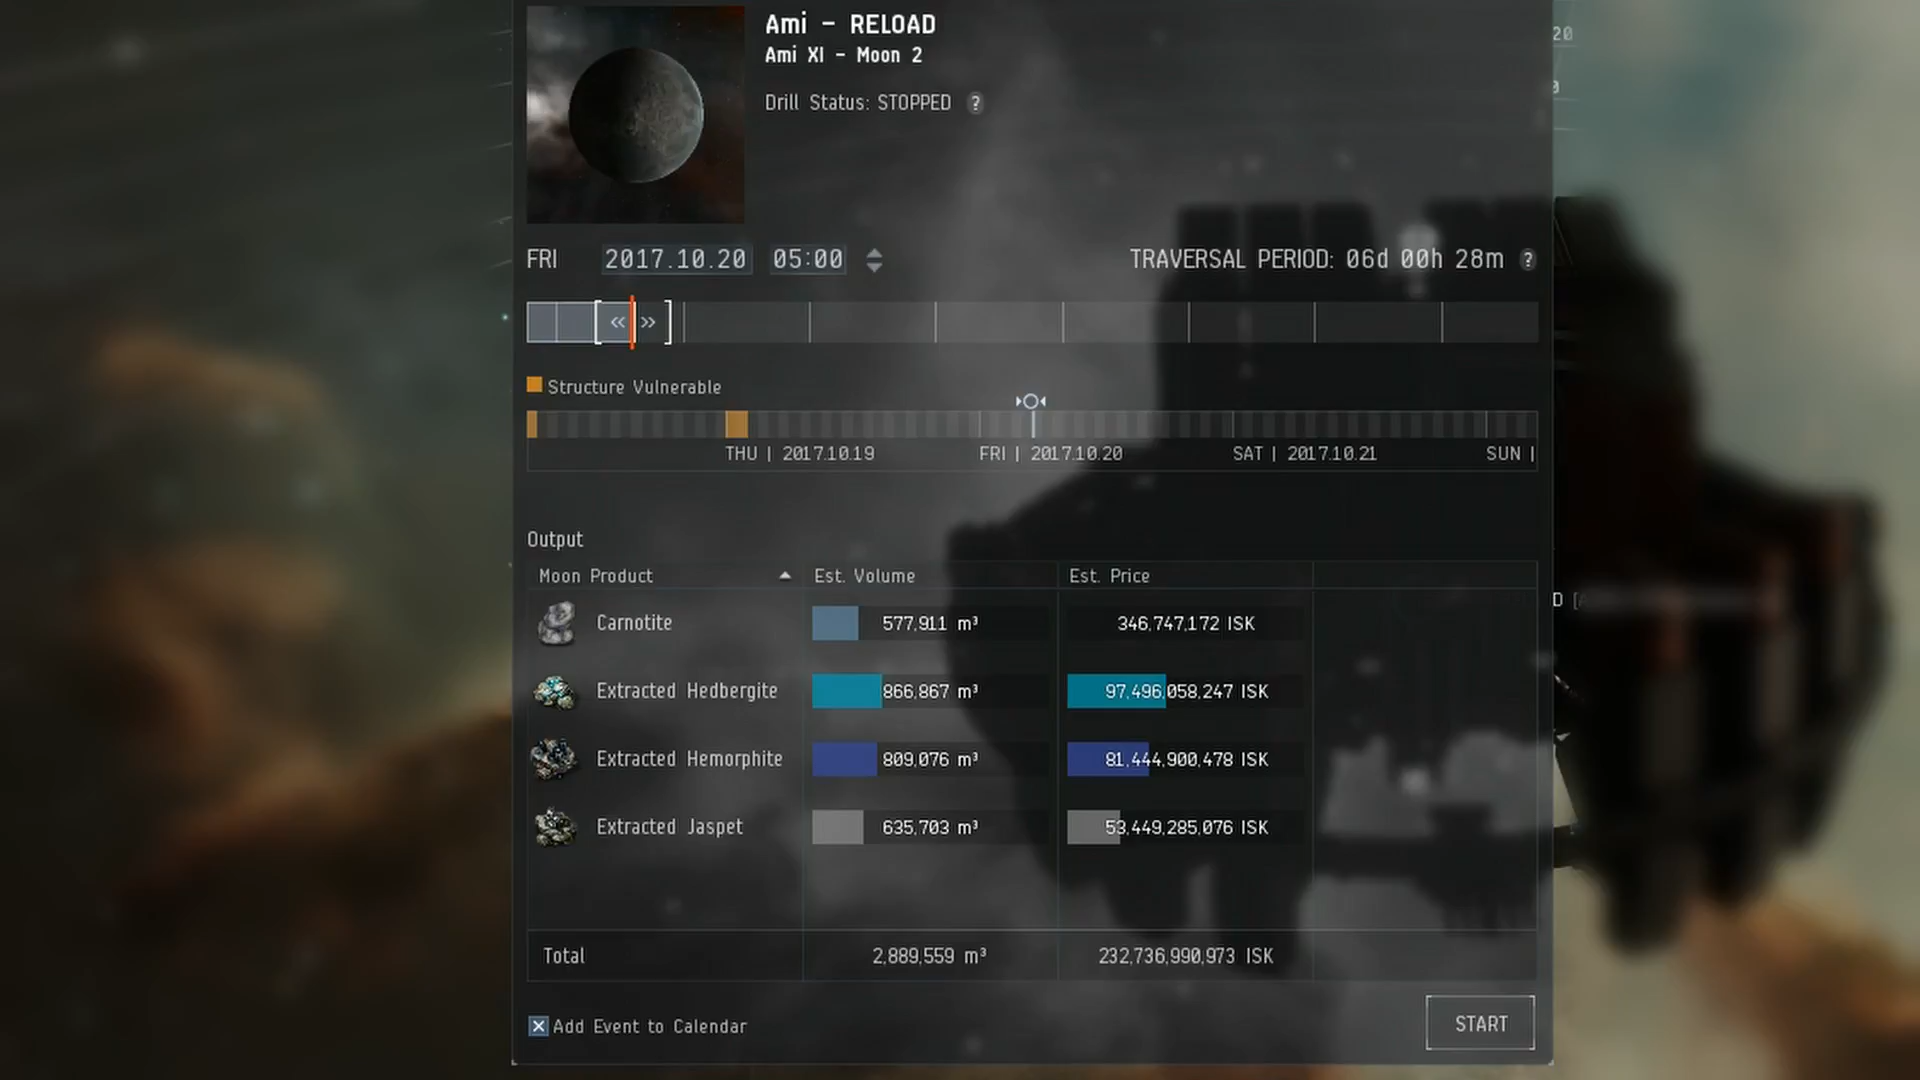 Ami - RELOAD
Ami XI - Moon 2
Drill Status: STOPPED ?
FRI 2017.10.20 05:00
TRAVERSAL PERIOD: 06d 00h 28m ?
<< >>
Structure Vulnerable
THU | 2017.10.19 FRI | 2017.10.20 SAT | 2017.10.21 SUN |
Output
Moon Product Est. Volume Est. Price
Carnotite 577,911 m³ 346,747,172 ISK
Extracted Hedbergite 866,867 m³ 97,496,058,247 ISK
Extracted Hemorphite 809,076 m³ 81,444,900,478 ISK
Extracted Jaspet 635,703 m³ 53,449,285,076 ISK
Total 2,889,559 m³ 232,736,990,973 ISK
Add Event to Calendar
START
20